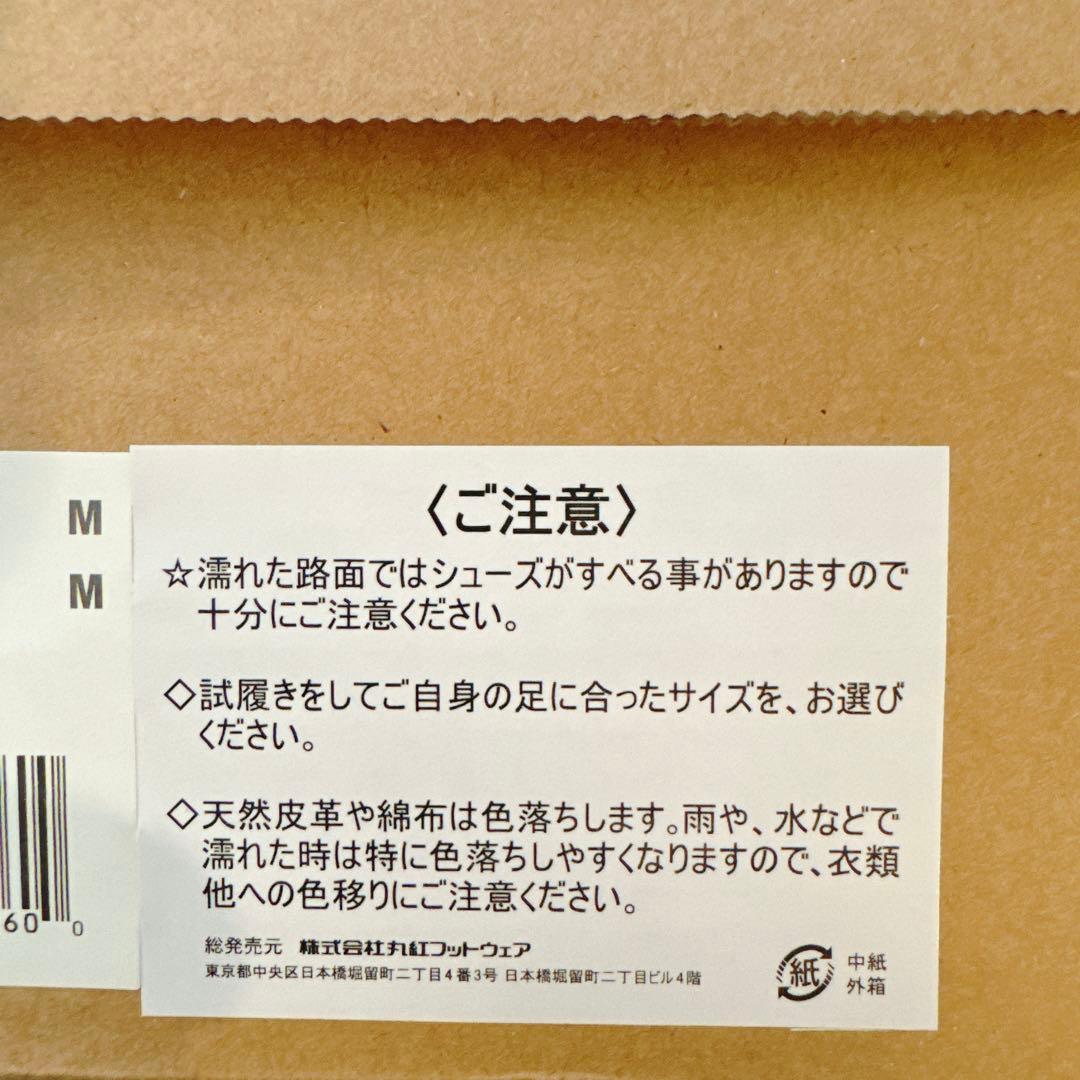 M
M
60 0
〈ご注意〉
☆濡れた路面ではシューズがすべる事がありますので
十分にご注意ください。
◇試履きをしてご自身の足に合ったサイズを、お選び
ください。
◇天然皮革や綿布は色落ちします。雨や、水などで
濡れた時は特に色落ちしやすくなりますので、衣類
他への色移りにご注意ください。
総発売元 株式会社丸紅フットウェア
東京都中央区日本橋堀留町二丁目4番3号 日本橋堀留町二丁目ビル4階
紙
中紙
外箱